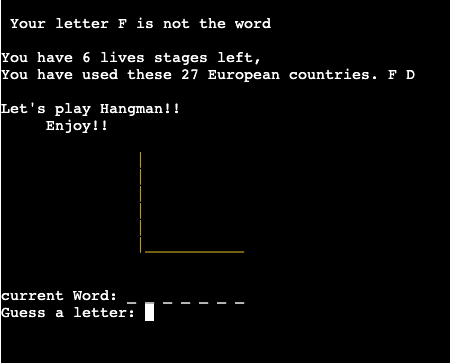 Your letter F is not the word
You have 6 lives stages left,
You have used these 27 European countries. F D
Let's play Hangman!!
Enjoy!!
current Word: _ _ _ _ _ _ _
Guess a letter: